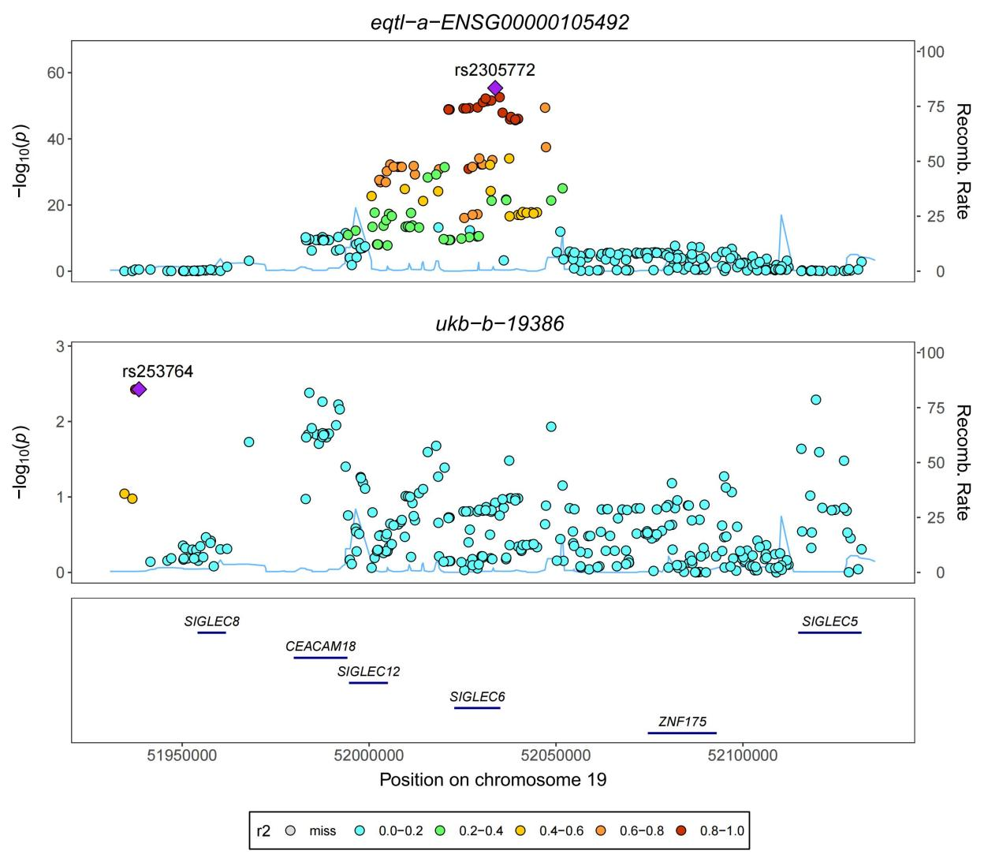 eqtl−a−ENSG00000105492
rs2305772
60
40
20
0
100
75
50
25
0
−log10(p)
Recomb. Rate
ukb−b−19386
rs253764
3
2
1
0
100
75
50
25
0
−log10(p)
Recomb. Rate
SIGLEC8
SIGLEC5
CEACAM18
SIGLEC12
SIGLEC6
ZNF175
51950000 52000000 52050000 52100000
Position on chromosome 19
r2 miss 0.0−0.2 0.2−0.4 0.4−0.6 0.6−0.8 0.8−1.0